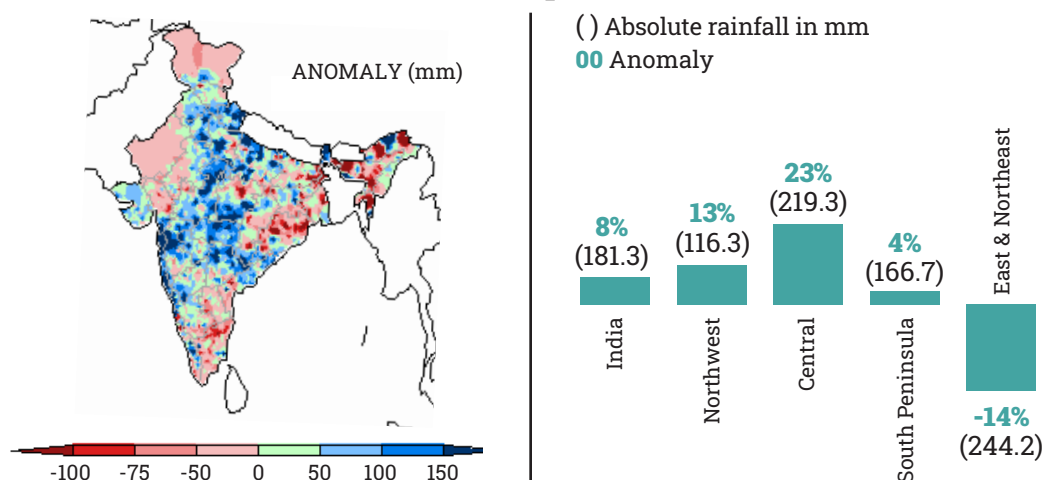 ANOMALY (mm)
-100 -75 -50 0 50 100 150
( ) Absolute rainfall in mm
00 Anomaly
8%
(181.3)
India
13%
(116.3)
Northwest
23%
(219.3)
Central
4%
(166.7)
South Peninsula
East & Northeast
-14%
(244.2)